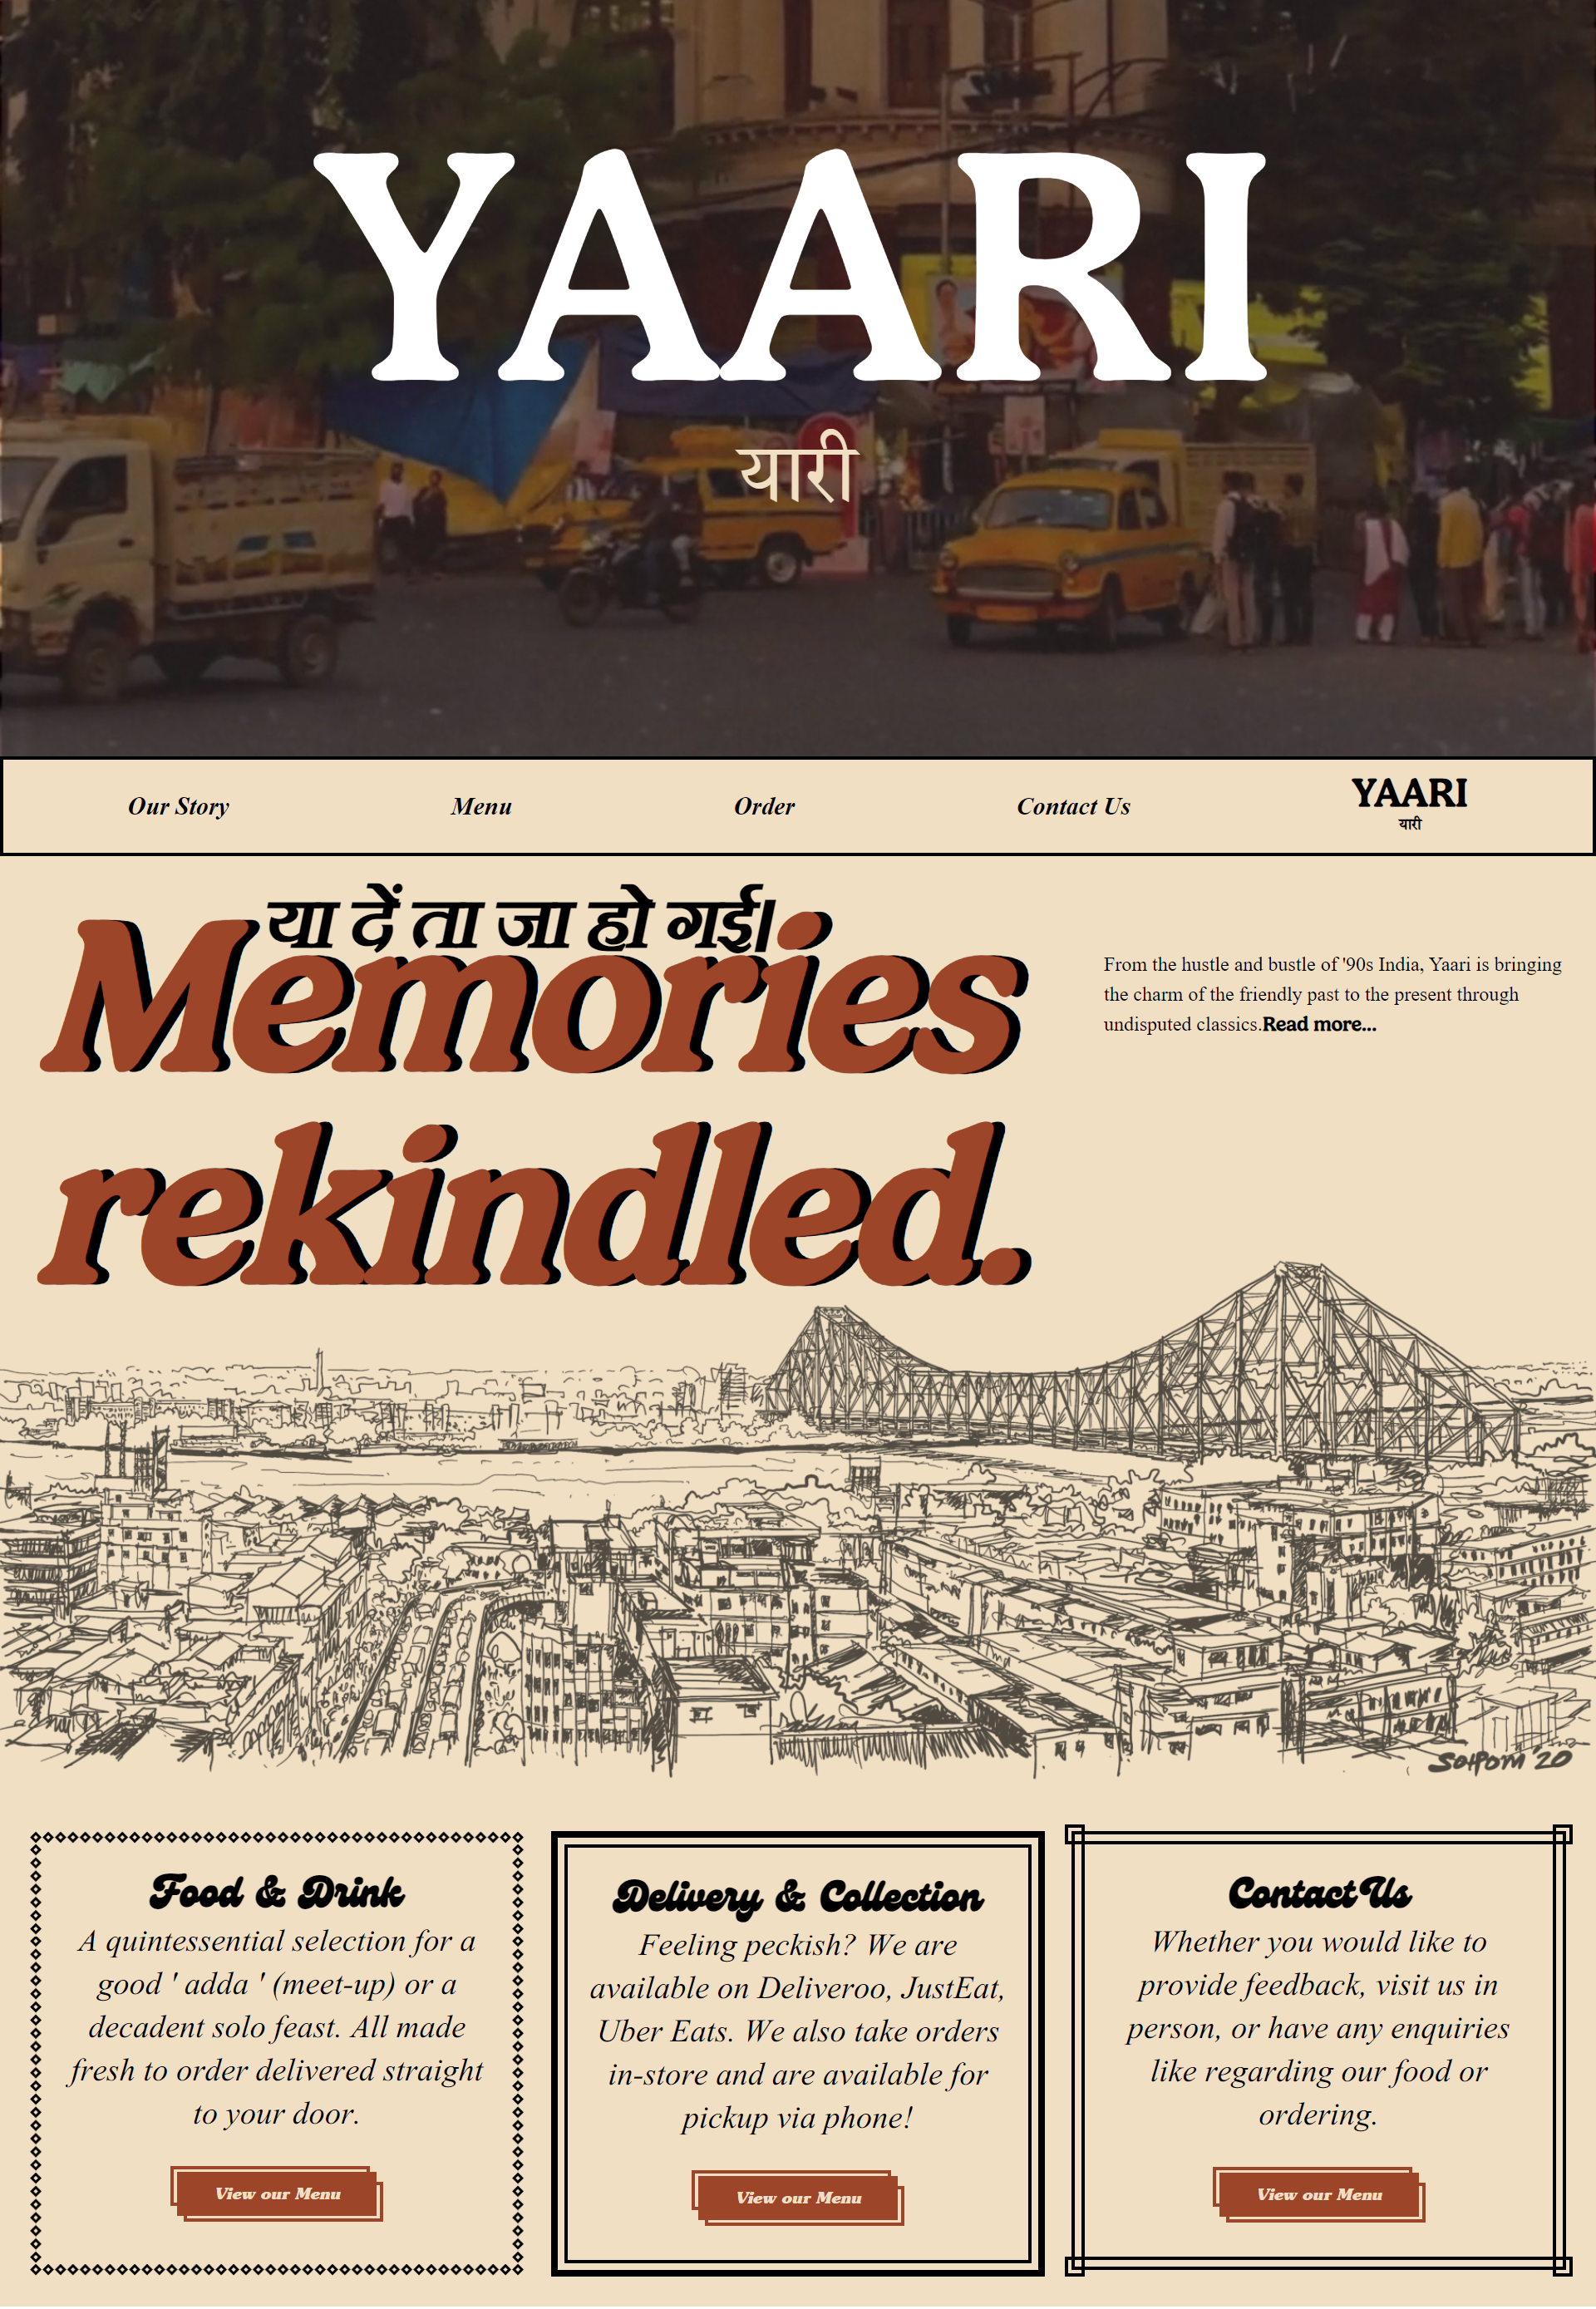 YAARI
यारी
Our Story
Menu
Order
Contact Us
YAARI
यारी
या दें ता जा हो गई।
Memories
rekindled.
From the hustle and bustle of '90s India, Yaari is bringing
the charm of the friendly past to the present through
undisputed classics.Read more...
Satpom '20
Food & Drink
A quintessential selection for a
good ' adda ' (meet-up) or a
decadent solo feast. All made
fresh to order delivered straight
to your door.
View our Menu
Delivery & Collection
Feeling peckish? We are
available on Deliveroo, JustEat,
Uber Eats. We also take orders
in-store and are available for
pickup via phone!
View our Menu
Contact Us
Whether you would like to
provide feedback, visit us in
person, or have any enquiries
like regarding our food or
ordering.
View our Menu